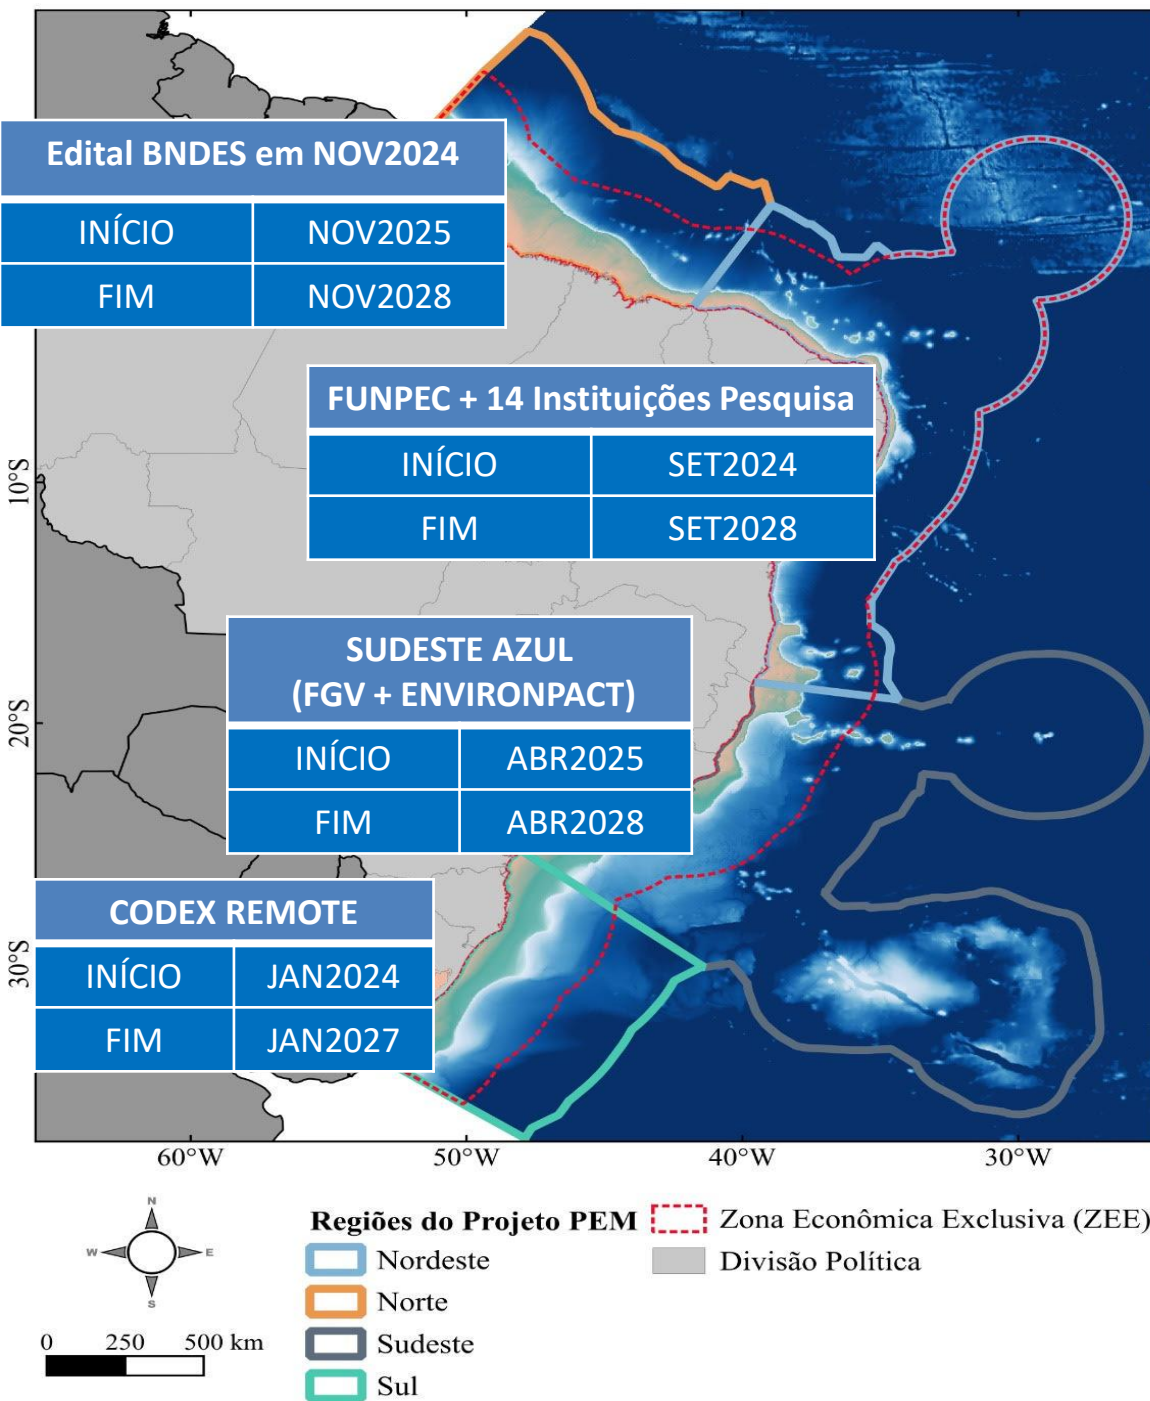 Edital BNDES em NOV2024
INÍCIO NOV2025
FIM NOV2028
FUNPEC + 14 Instituições Pesquisa
INÍCIO SET2024
FIM SET2028
SUDESTE AZUL
(FGV + ENVIRONPACT)
INÍCIO ABR2025
FIM ABR2028
CODEX REMOTE
INÍCIO JAN2024
FIM JAN2027
10°S
20°S
30°S
60°W 50°W 40°W 30°W
N
W E
S
0 250 500 km
Regiões do Projeto PEM
Nordeste
Norte
Sudeste
Sul
Zona Econômica Exclusiva (ZEE)
Divisão Política